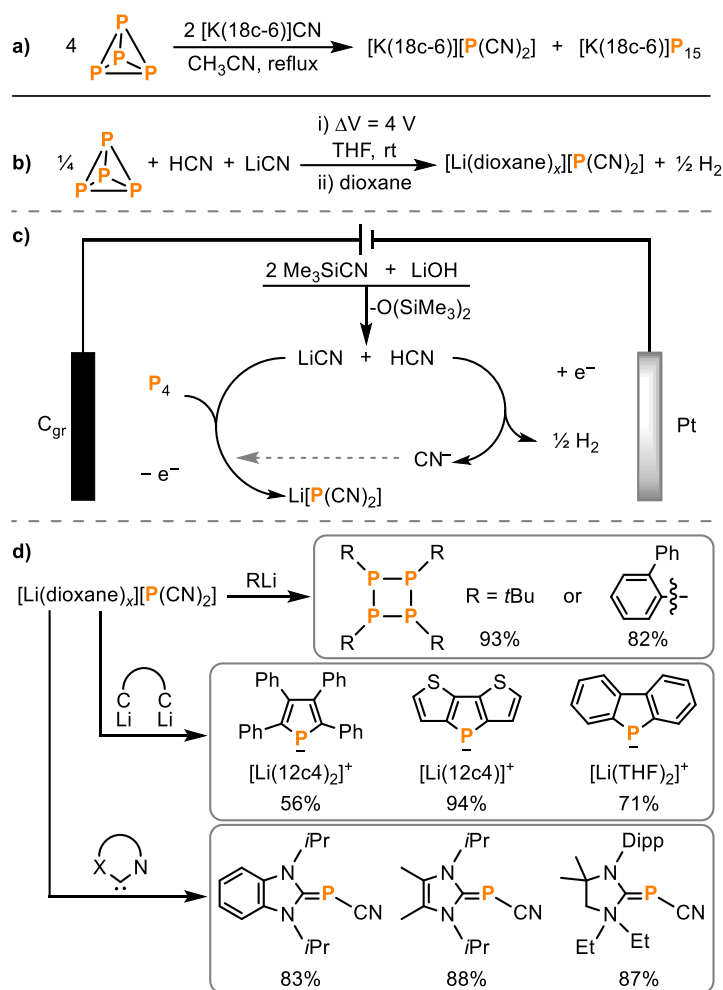 a) 4 P P P P 2 [K(18c-6)]CN [K(18c-6)][P(CN)₂] + [K(18c-6)]P₁₅
CH₃CN, reflux
i) ΔV = 4 V
b) ¼ P P P P + HCN + LiCN THF, rt [Li(dioxane)ₓ][P(CN)₂] + ½ H₂
ii) dioxane
c)
2 Me₃SiCN + LiOH
-O(SiMe₃)₂
LiCN + HCN
P₄ + e⁻
C_gr ½ H₂ Pt
CN⁻
– e⁻
Li[P(CN)₂]
d)
R R Ph
[Li(dioxane)ₓ][P(CN)₂] RLi P P R = tBu or
P P
R R 93% 82%
Ph Ph S S
C C Ph Ph
Li Li P P P
– – –
[Li(12c4)₂]⁺ [Li(12c4)]⁺ [Li(THF)₂]⁺
56% 94% 71%
iPr iPr Dipp
X N N N N
: P P P
N CN N CN N CN
iPr iPr Et Et
83% 88% 87%